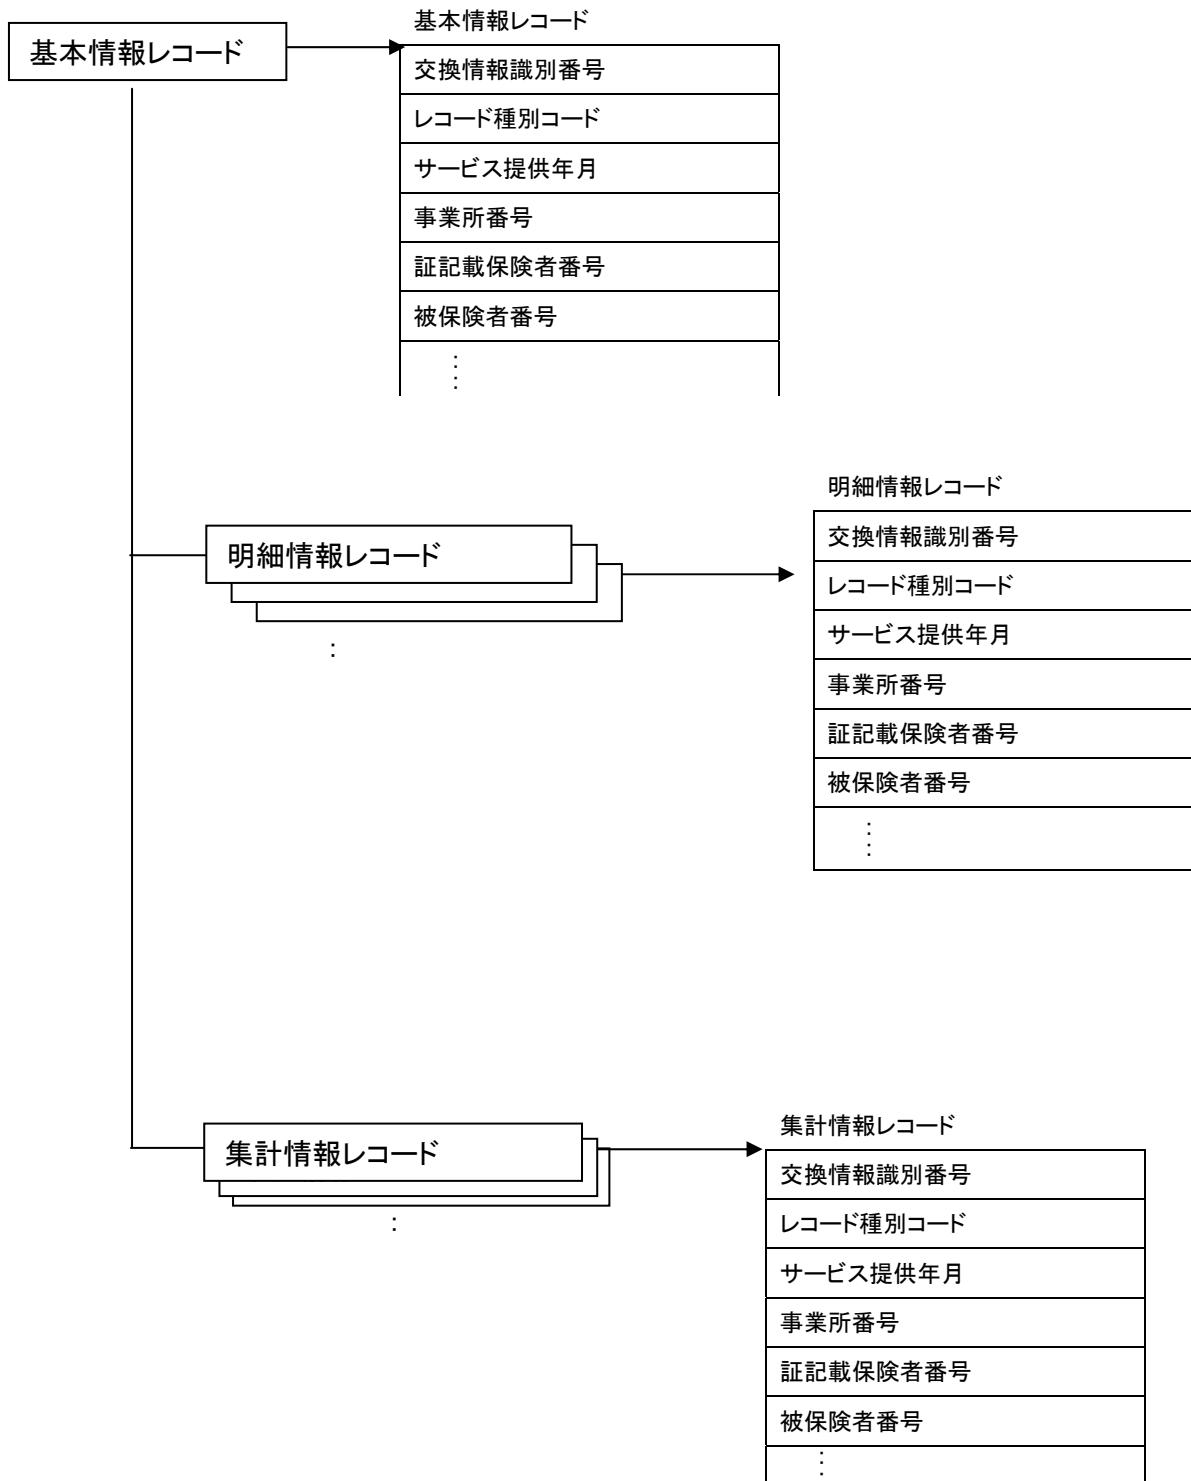 基本情報レコード
基本情報レコード
交換情報識別番号
レコード種別コード
サービス提供年月
事業所番号
証記載保険者番号
被保険者番号
：
：
明細情報レコード
：
明細情報レコード
交換情報識別番号
レコード種別コード
サービス提供年月
事業所番号
証記載保険者番号
被保険者番号
：
：
集計情報レコード
：
集計情報レコード
交換情報識別番号
レコード種別コード
サービス提供年月
事業所番号
証記載保険者番号
被保険者番号
：
：